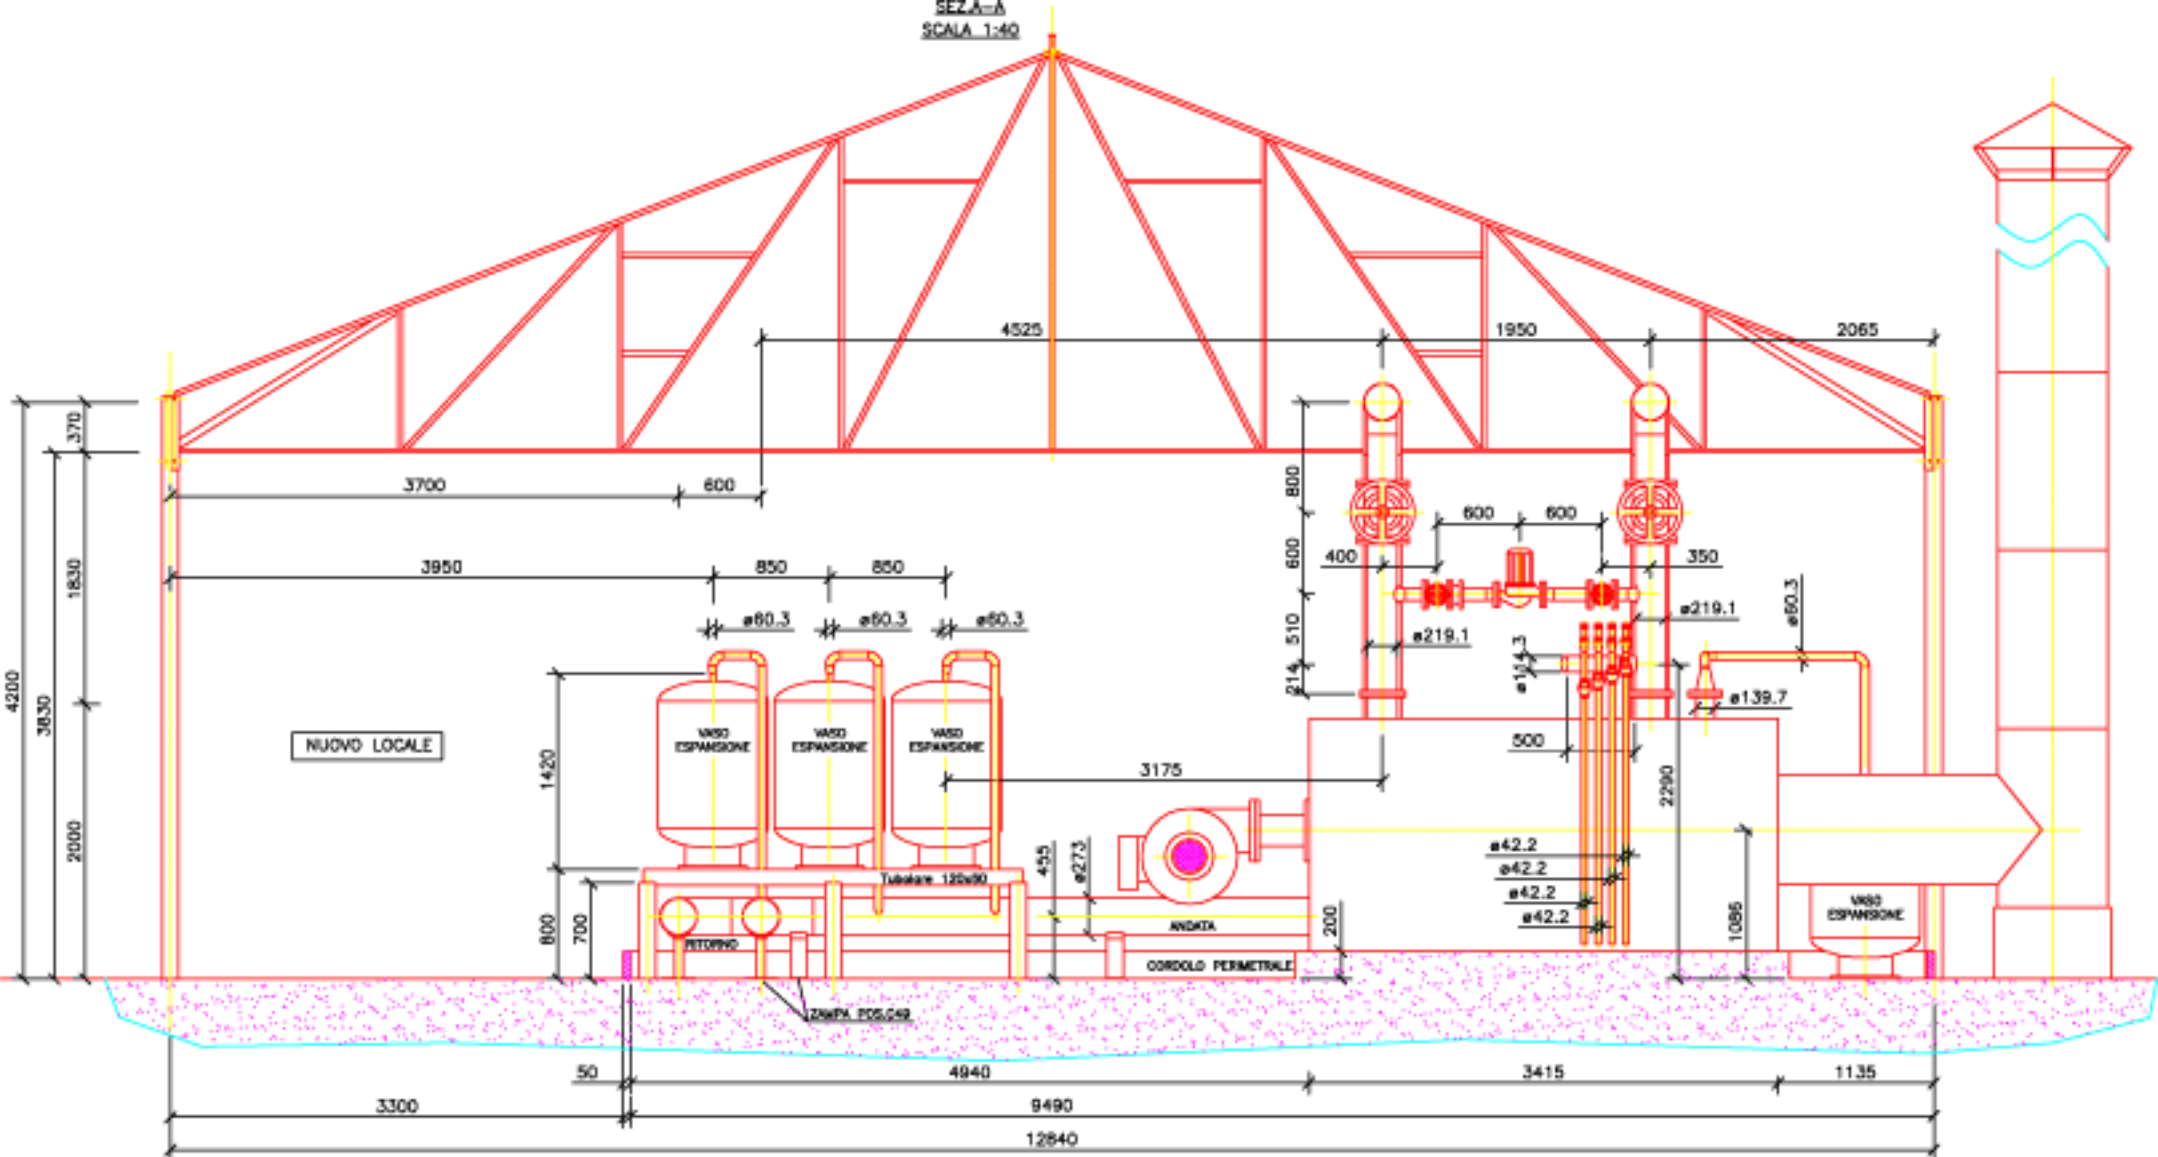 SEZ.A-A
SCALA 1:40
4525
1950
2065
370
3700
600
800
600
600
3950
850
850
400
600
350
1830
ø60.3
ø60.3
ø60.3
ø60.3
ø219.1
510
ø219.1
ø114.3
214
4200
3830
ø139.7
NUOVO LOCALE
VASO
ESPANSIONE
VASO
ESPANSIONE
VASO
ESPANSIONE
500
1420
3175
2290
2000
455
ø273
ø42.2
ø42.2
ø42.2
ø42.2
Tubolare 120x80
800
700
200
1086
VASO
ESPANSIONE
ANDATA
RITORNO
CORDOLO PERIMETRALE
ZAMPA POS.C49
50
4940
3415
1135
3300
9490
12840